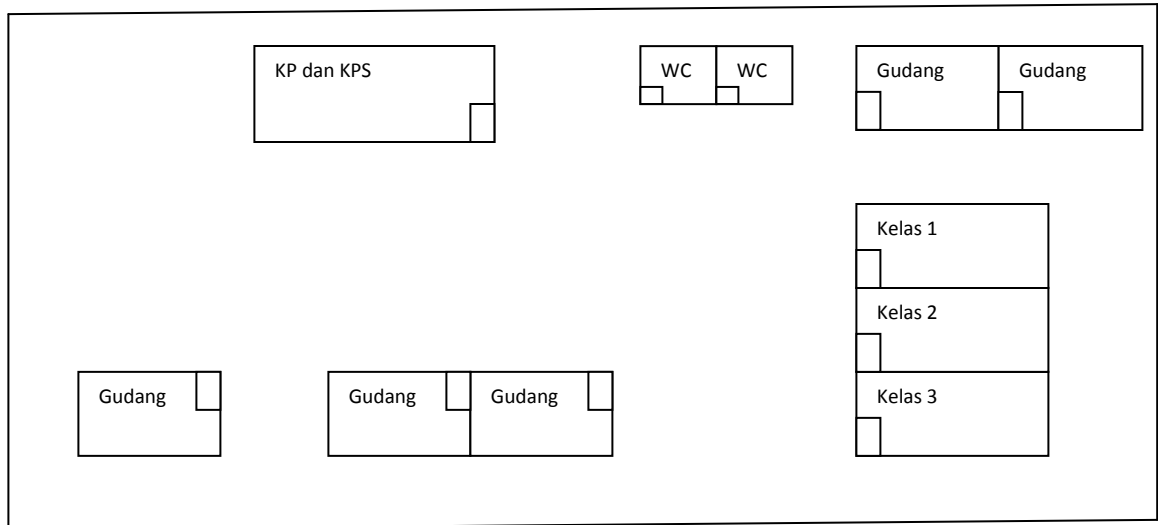 KP dan KPS
WC
WC
Gudang
Gudang
Kelas 1
Kelas 2
Gudang
Gudang
Gudang
Kelas 3